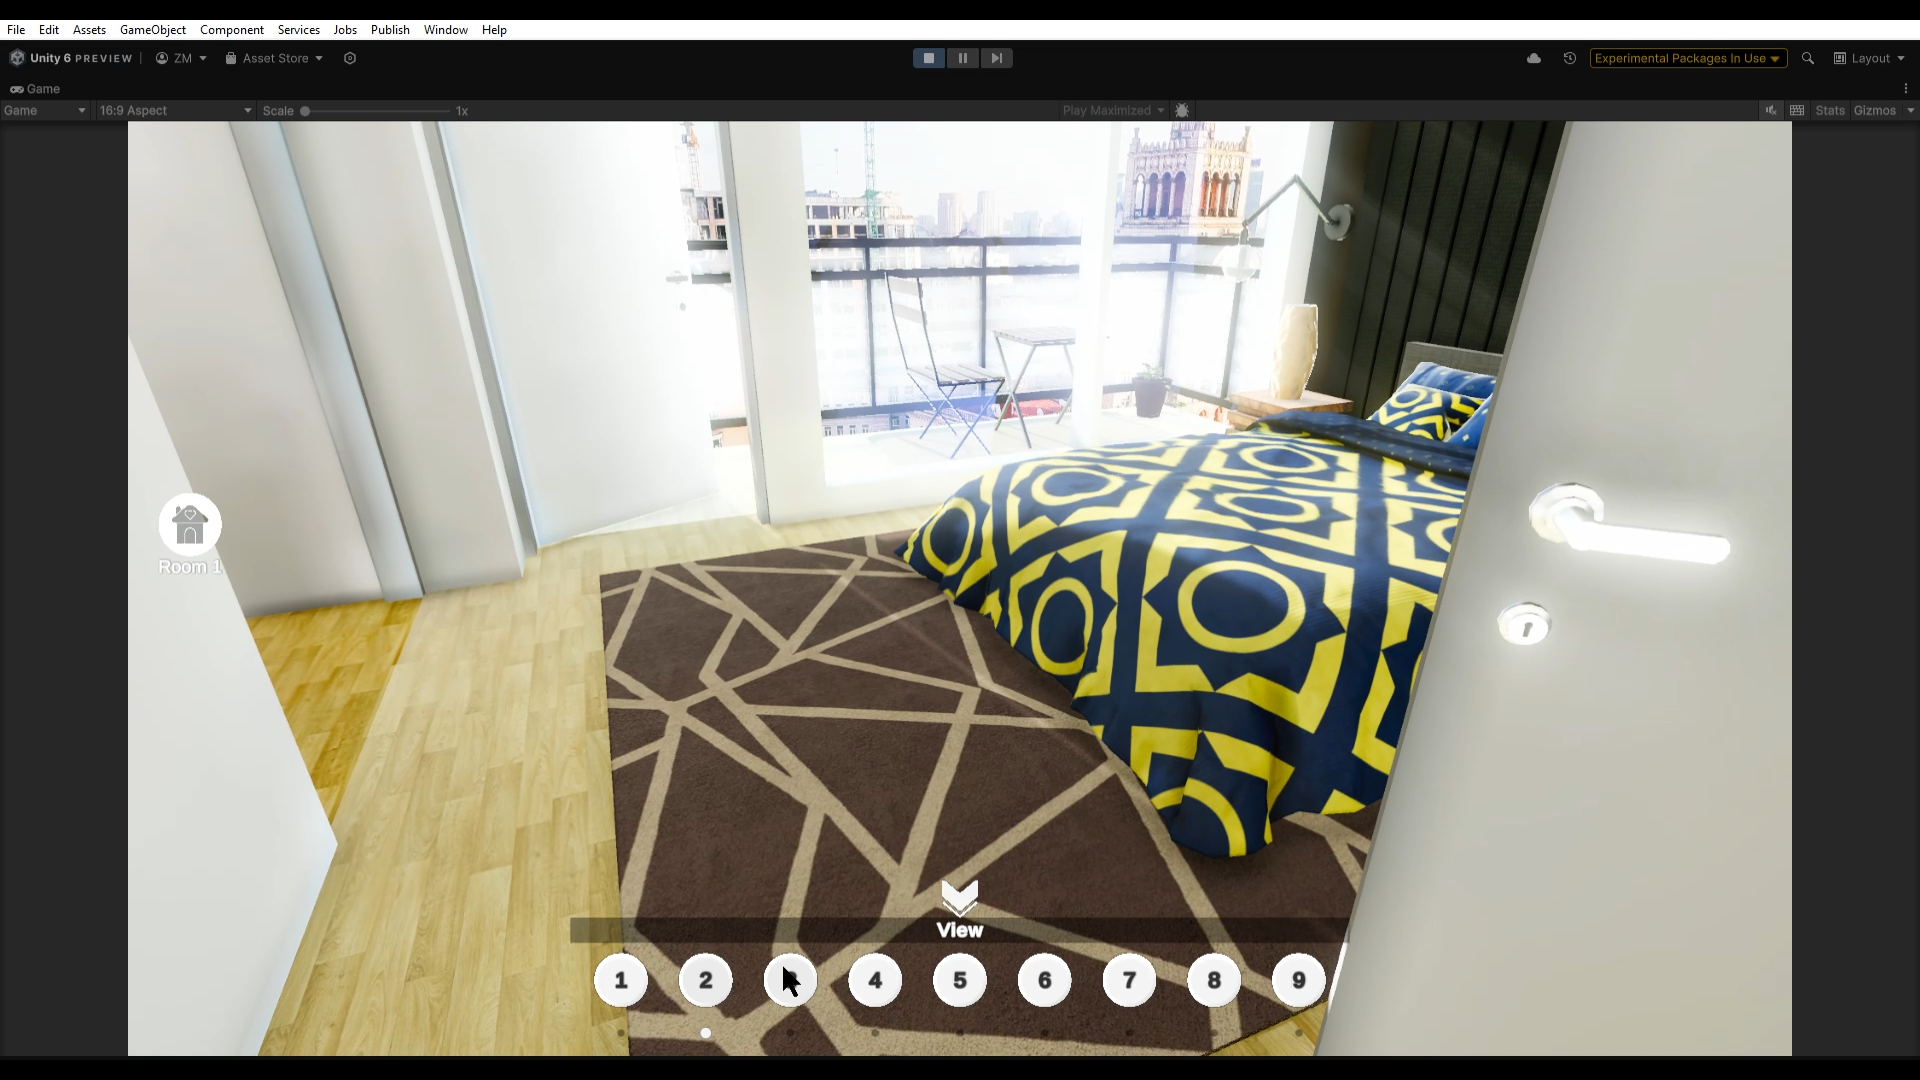 File Edit Assets GameObject Component Services Jobs Publish Window Help
Unity 6 PREVIEW ZM Asset Store Experimental Packages In Use Layout
Game
Game 16:9 Aspect Scale 1x Play Maximized Stats Gizmos
Room 1
View
1 2 3 4 5 6 7 8 9